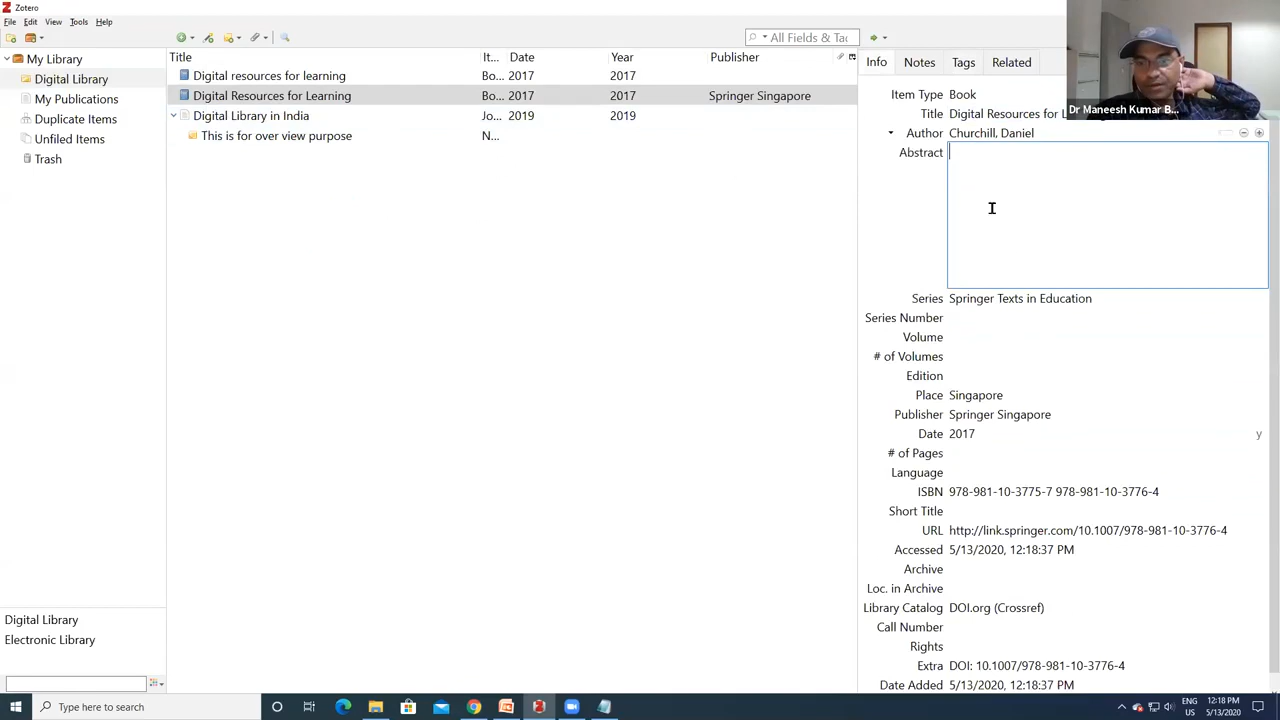 Zotero
File Edit View Tools Help
All Fields & Ta
My Library
Digital Library
My Publications
Duplicate Items
Unfiled Items
Trash
Digital Library
Electronic Library
Title It... Date Year Publisher
Digital resources for learning Bo... 2017 2017
Digital Resources for Learning Bo... 2017 2017 Springer Singapore
Digital Library in India Jo... 2019 2019
This is for over view purpose N...
Info Notes Tags Related
Dr Maneesh Kumar B...
Item Type Book
Title Digital Resources for L
Author Churchill, Daniel
Abstract
Series Springer Texts in Education
Series Number
Volume
# of Volumes
Edition
Place Singapore
Publisher Springer Singapore
Date 2017 y
# of Pages
Language
ISBN 978-981-10-3775-7 978-981-10-3776-4
Short Title
URL http://link.springer.com/10.1007/978-981-10-3776-4
Accessed 5/13/2020, 12:18:37 PM
Archive
Loc. in Archive
Library Catalog DOI.org (Crossref)
Call Number
Rights
Extra DOI: 10.1007/978-981-10-3776-4
Date Added 5/13/2020, 12:18:37 PM
Type here to search
ENG
US
12:18 PM
5/13/2020